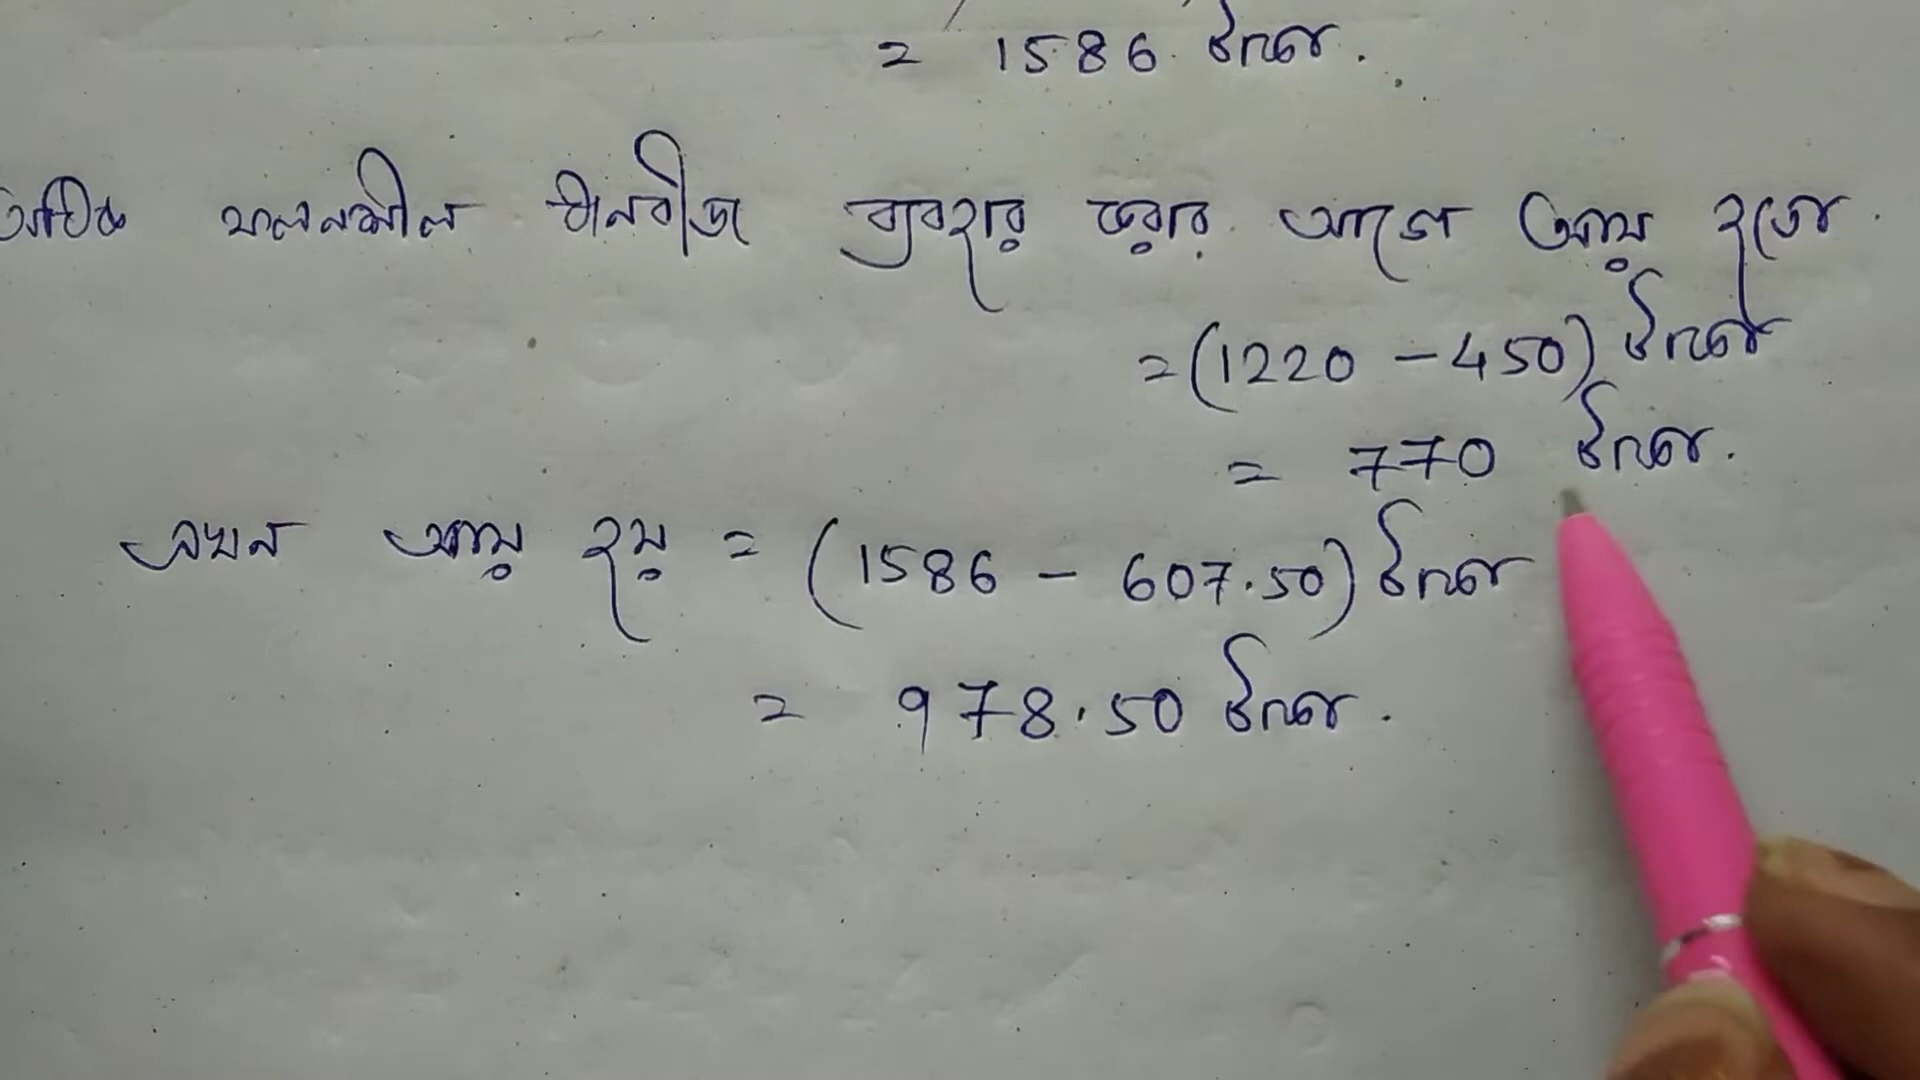 = 1586 টাকা.
অধিক ফলনশীল ধানবীজ ব্যবহার করার আগে আয় হতো.
= (1220 - 450) টাকা
= 770 টাকা.
এখন আয় হয় = (1586 - 607.50) টাকা
= 978.50 টাকা.